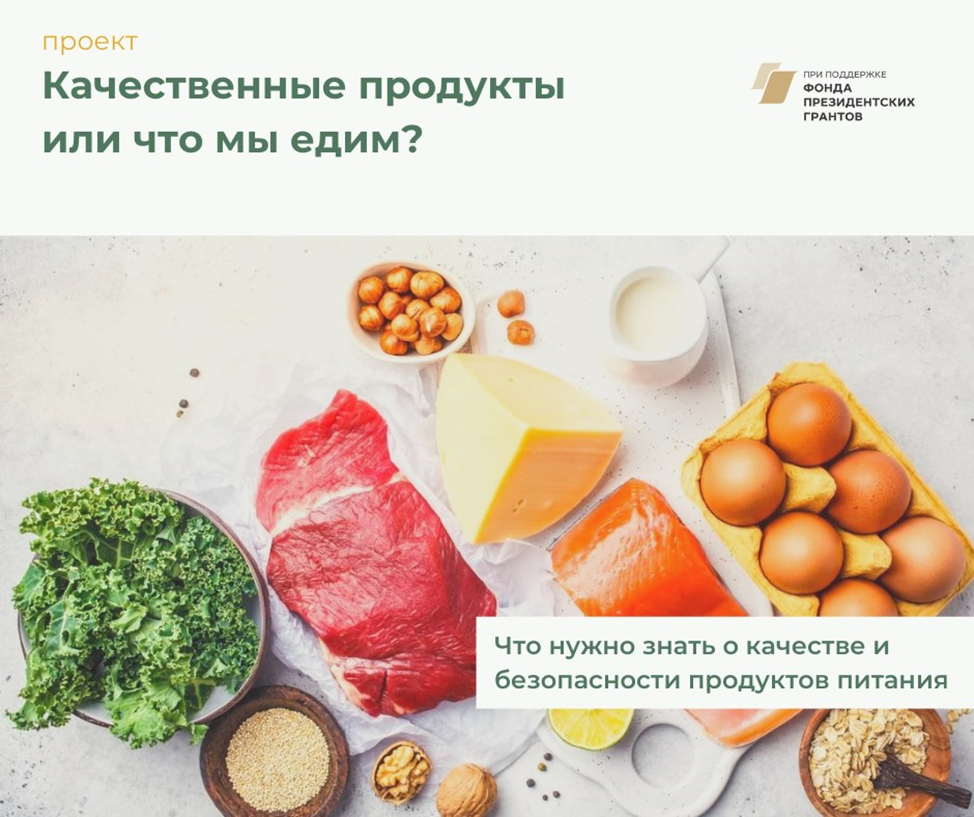 проект
Качественные продукты
или что мы едим?
ПРИ ПОДДЕРЖКЕ
ФОНДА
ПРЕЗИДЕНТСКИХ
ГРАНТОВ
Что нужно знать о качестве и
безопасности продуктов питания